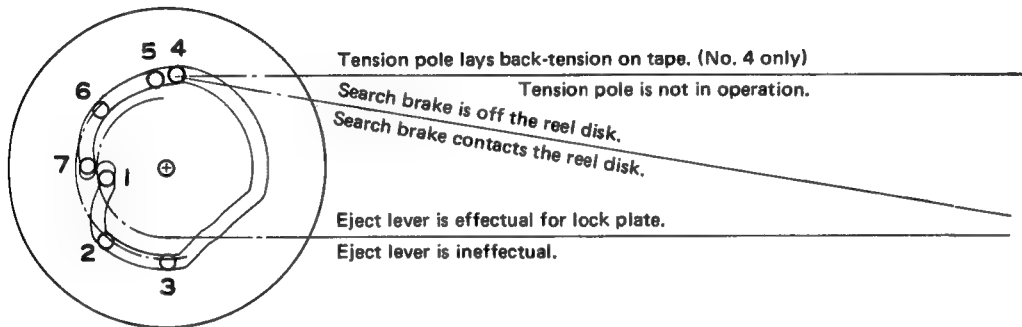 5 4
Tension pole lays back-tension on tape. (No. 4 only)
Tension pole is not in operation.
6
Search brake is off the reel disk.
Search brake contacts the reel disk.
7
1
Eject lever is effectual for lock plate.
2
Eject lever is ineffectual.
3